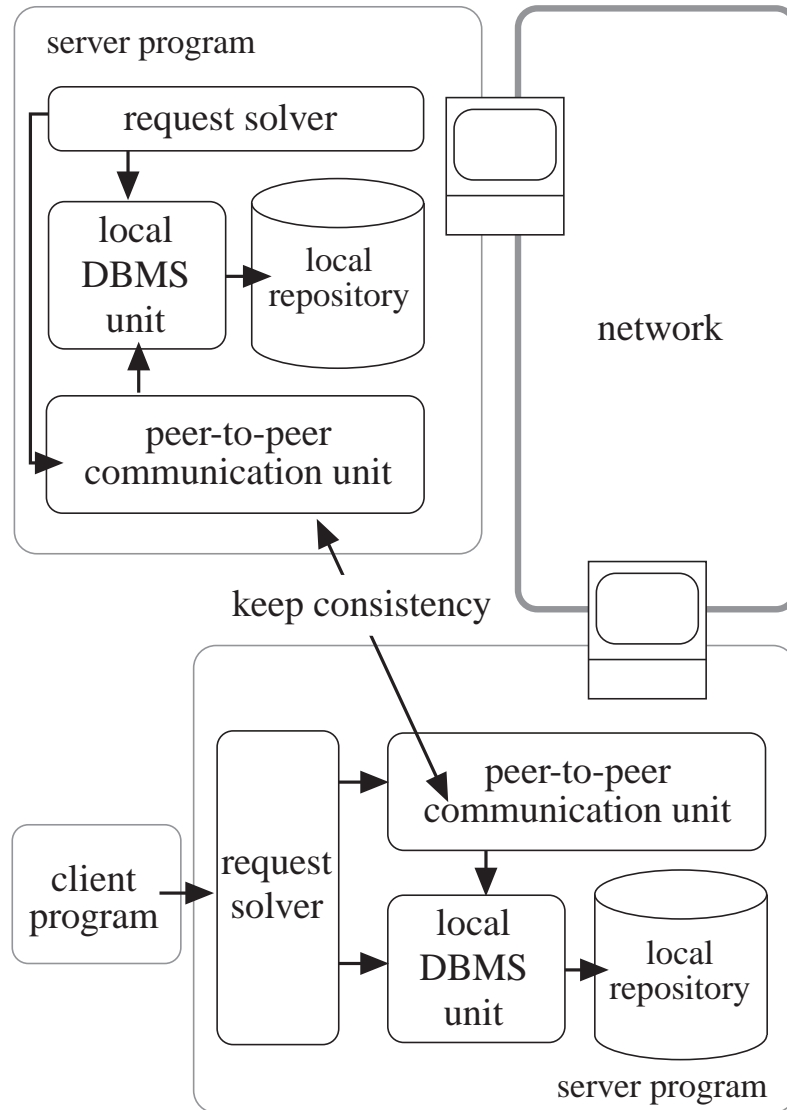 server program
request solver
local
DBMS
unit
local
repository
peer-to-peer
communication unit
network
keep consistency
client
program
request
solver
peer-to-peer
communication unit
local
DBMS
unit
local
repository
server program